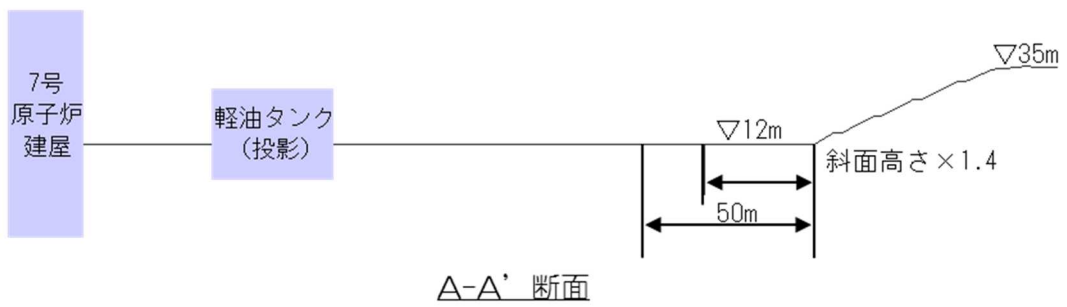 7号
原子炉
建屋
軽油タンク
（投影）
▽12m
▽35m
斜面高さ×1.4
50m
A-A’断面